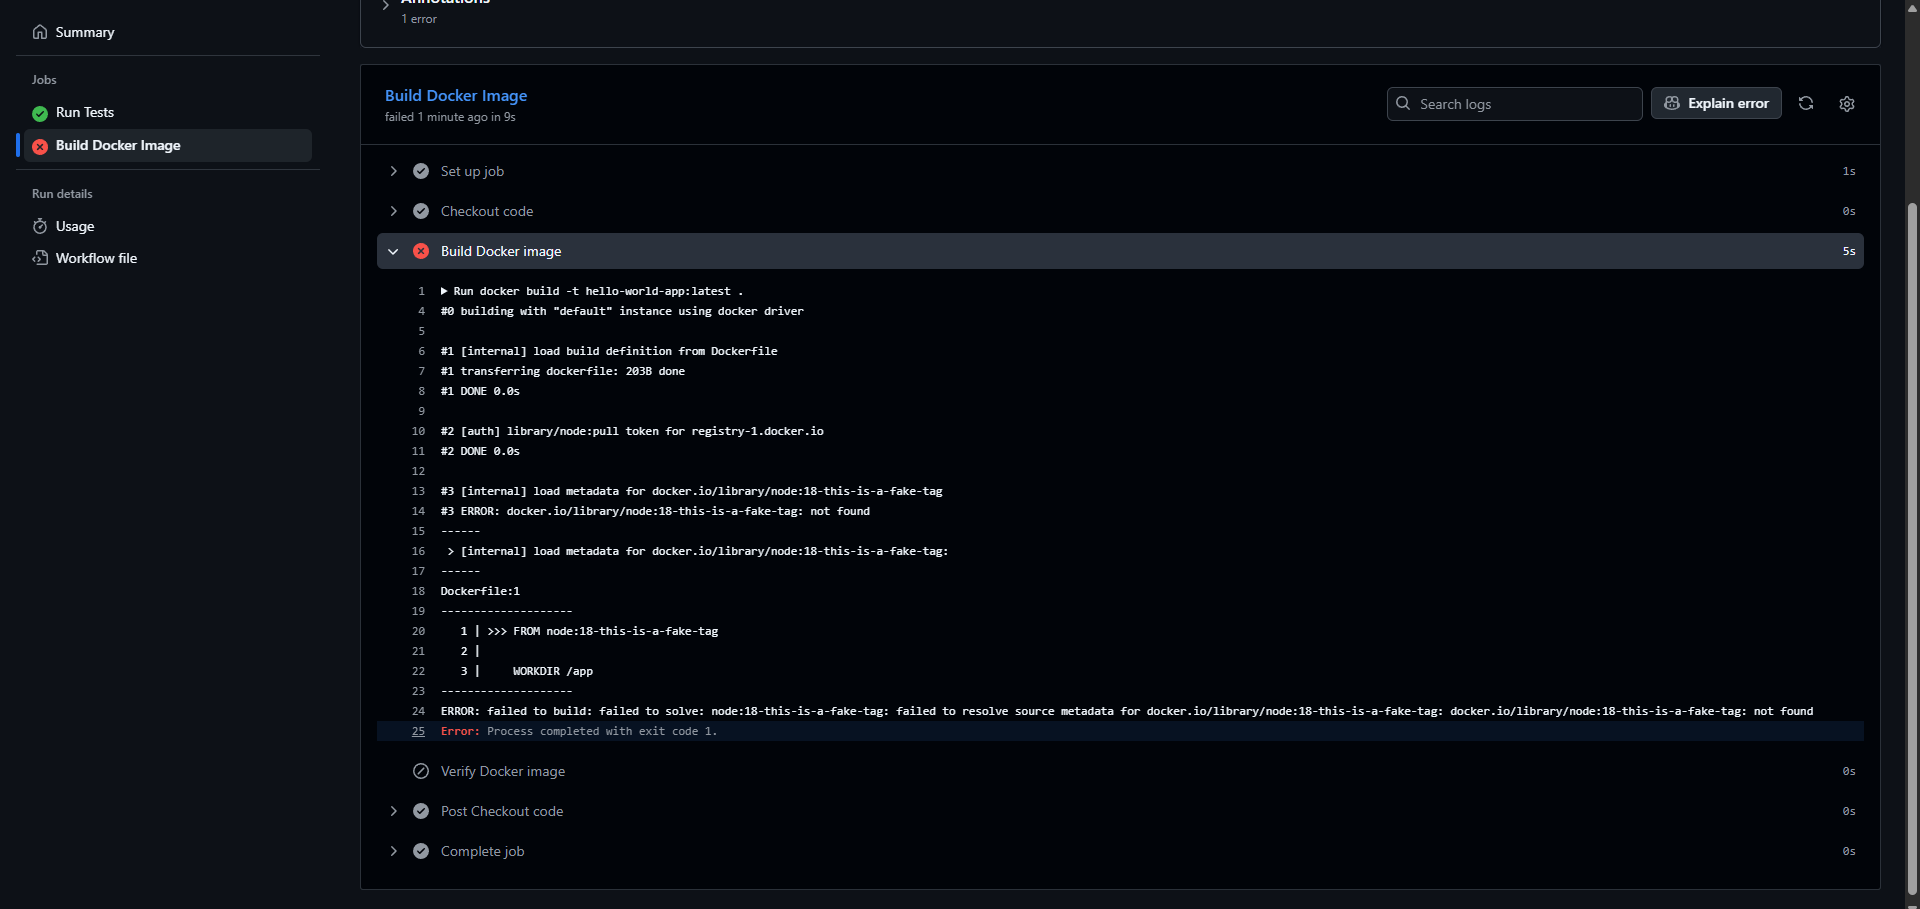 Summary
Jobs
Run Tests
Build Docker Image
Run details
Usage
Workflow file
Annotations
1 error
Build Docker Image
failed 1 minute ago in 9s
Search logs
Explain error
Set up job 1s
Checkout code 0s
Build Docker image 5s
1 Run docker build -t hello-world-app:latest .
4 #0 building with "default" instance using docker driver
5
6 #1 [internal] load build definition from Dockerfile
7 #1 transferring dockerfile: 203B done
8 #1 DONE 0.0s
9
10 #2 [auth] library/node:pull token for registry-1.docker.io
11 #2 DONE 0.0s
12
13 #3 [internal] load metadata for docker.io/library/node:18-this-is-a-fake-tag
14 #3 ERROR: docker.io/library/node:18-this-is-a-fake-tag: not found
15 ------
16  > [internal] load metadata for docker.io/library/node:18-this-is-a-fake-tag:
17 ------
18 Dockerfile:1
19 --------------------
20    1 | >>> FROM node:18-this-is-a-fake-tag
21    2 |
22    3 |     WORKDIR /app
23 --------------------
24 ERROR: failed to build: failed to solve: node:18-this-is-a-fake-tag: failed to resolve source metadata for docker.io/library/node:18-this-is-a-fake-tag: docker.io/library/node:18-this-is-a-fake-tag: not found
25 Error: Process completed with exit code 1.
Verify Docker image 0s
Post Checkout code 0s
Complete job 0s